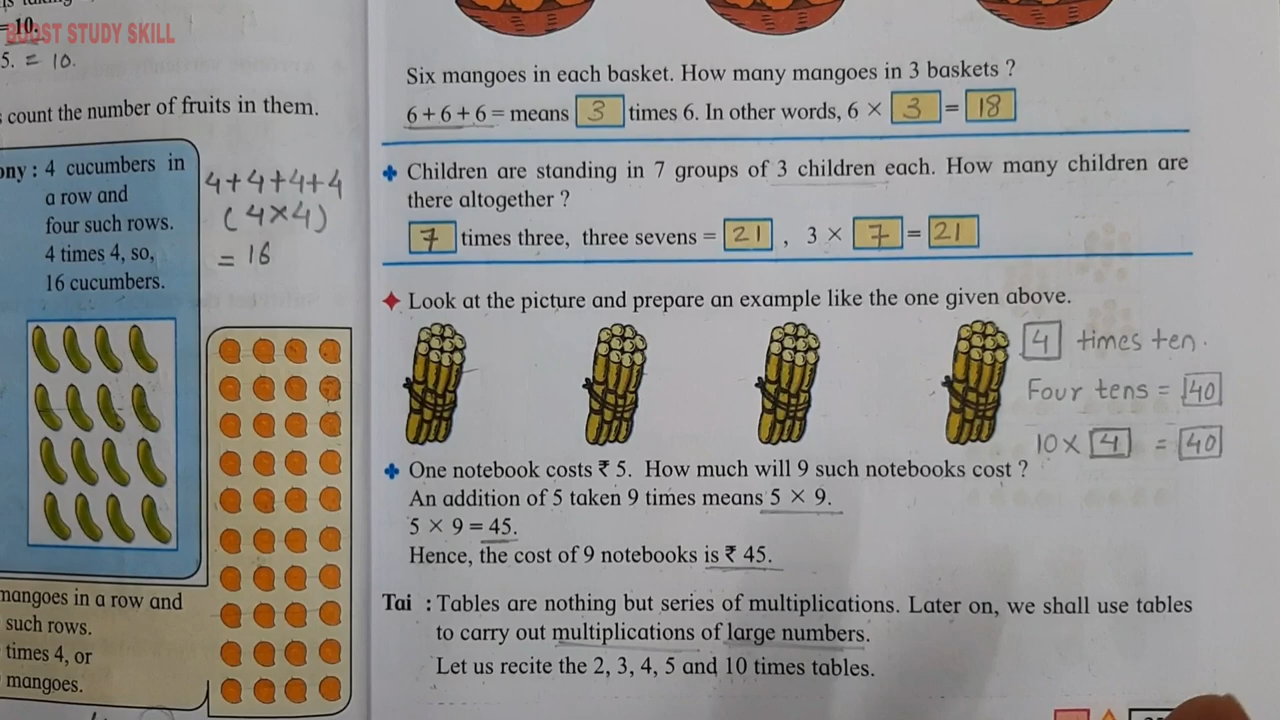 = 10.
BOOST STUDY SKILL
5. = 10.
count the number of fruits in them.
ony : 4 cucumbers in
a row and
four such rows.
4 times 4, so,
16 cucumbers.
4+4+4+4
(4×4)
= 16
mangoes in a row and
such rows.
times 4, or
mangoes.
Six mangoes in each basket. How many mangoes in 3 baskets ?
6 + 6 + 6 = means 3 times 6. In other words, 6 × 3 = 18
Children are standing in 7 groups of 3 children each. How many children are
there altogether ?
7 times three, three sevens = 21 , 3 × 7 = 21
Look at the picture and prepare an example like the one given above.
4 times ten.
Four tens = 40
10 × 4 = 40
One notebook costs ₹ 5. How much will 9 such notebooks cost ?
An addition of 5 taken 9 times means 5 × 9.
5 × 9 = 45.
Hence, the cost of 9 notebooks is ₹ 45.
Tai : Tables are nothing but series of multiplications. Later on, we shall use tables
to carry out multiplications of large numbers.
Let us recite the 2, 3, 4, 5 and 10 times tables.